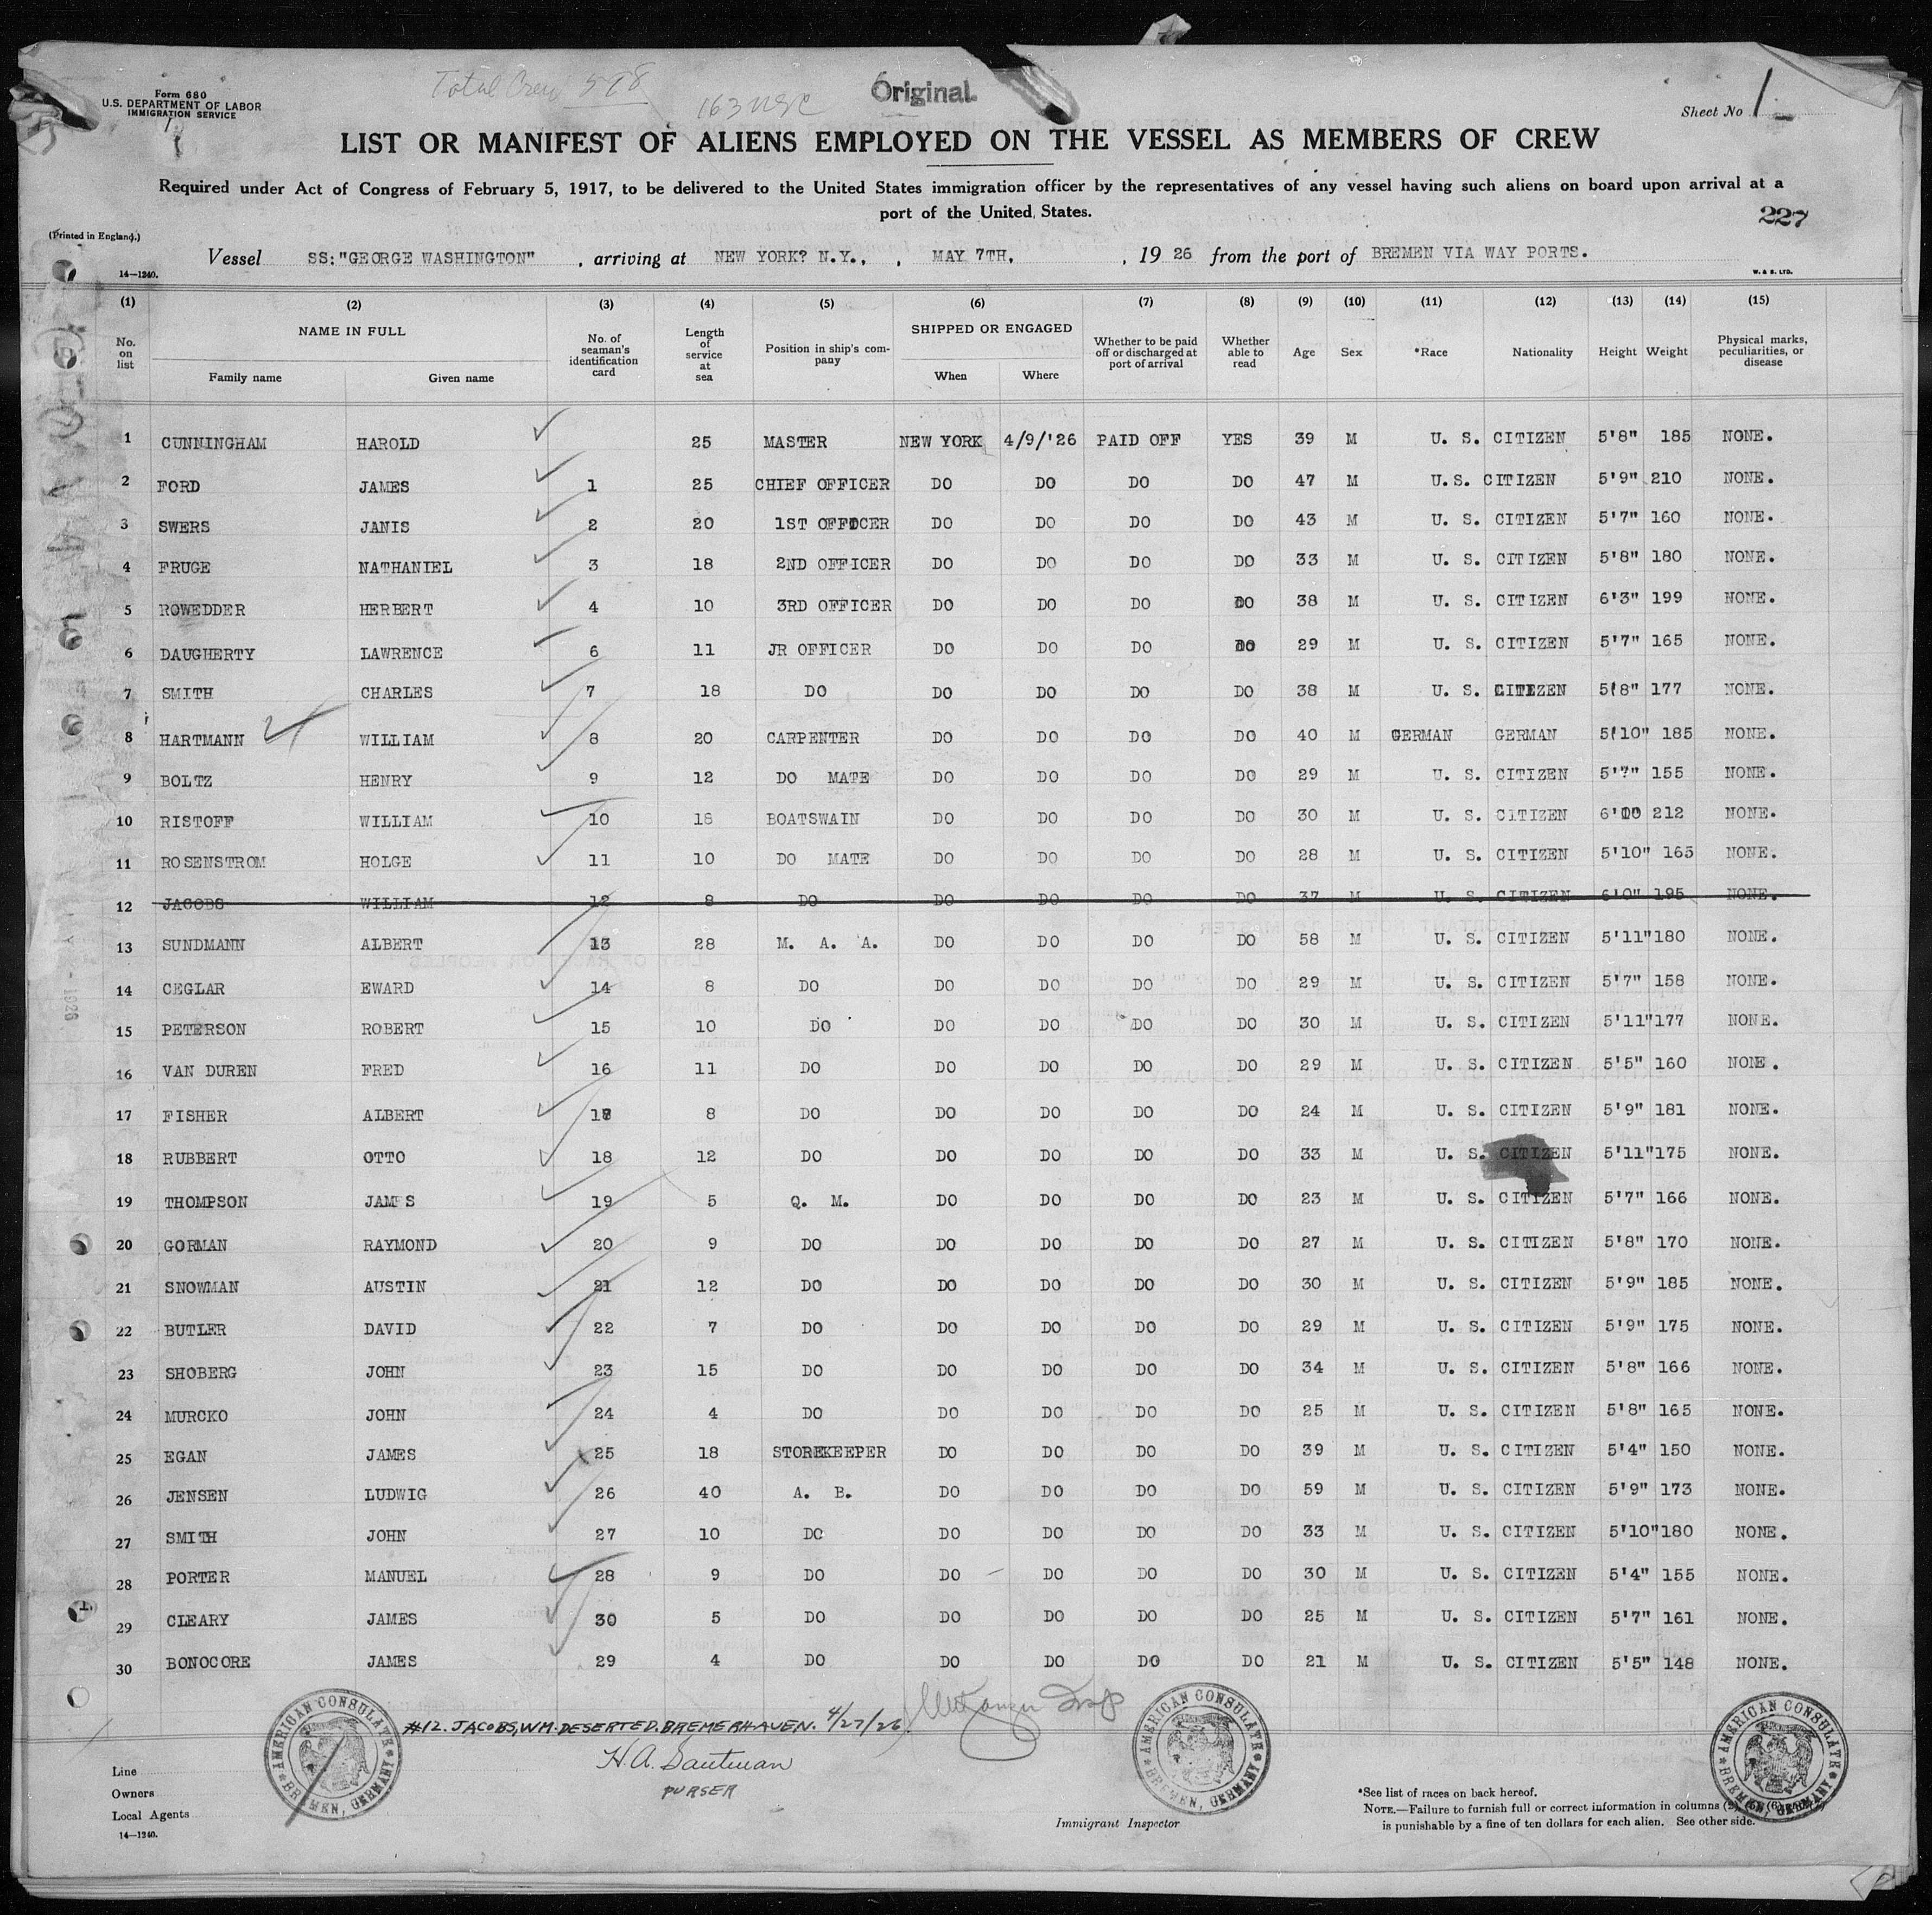 Form 680
U.S. DEPARTMENT OF LABOR
IMMIGRATION SERVICE
Total Crew 598
163 USC
Original
Sheet No 1
LIST OR MANIFEST OF ALIENS EMPLOYED ON THE VESSEL AS MEMBERS OF CREW
Required under Act of Congress of February 5, 1917, to be delivered to the United States immigration officer by the representatives of any vessel having such aliens on board upon arrival at a
port of the United States.
227
(Printed in England.)
14—1240.
Vessel SS:"GEORGE WASHINGTON" , arriving at NEW YORK? N.Y., , MAY 7TH, , 19 26 from the port of BREMEN VIA WAY PORTS.
W. & S. LTD.
(1) (2) (3) (4) (5) (6) (7) (8) (9) (10) (11) (12) (13) (14) (15)
No. on list NAME IN FULL Family name Given name No. of seaman's identification card Length of service at sea Position in ship's company SHIPPED OR ENGAGED When Where Whether to be paid off or discharged at port of arrival Whether able to read Age Sex *Race Nationality Height Weight Physical marks, peculiarities, or disease
1 CUNNINGHAM HAROLD 25 MASTER NEW YORK 4/9/'26 PAID OFF YES 39 M U. S. CITIZEN 5'8" 185 NONE.
2 FORD JAMES 1 25 CHIEF OFFICER DO DO DO DO 47 M U.S. CITIZEN 5'9" 210 NONE.
3 SWERS JANIS 2 20 1ST OFFICER DO DO DO DO 43 M U. S. CITIZEN 5'7" 160 NONE.
4 FRUGE NATHANIEL 3 18 2ND OFFICER DO DO DO DO 33 M U. S. CITIZEN 5'8" 180 NONE.
5 ROWEDDER HERBERT 4 10 3RD OFFICER DO DO DO DO 38 M U. S. CITIZEN 6'3" 199 NONE.
6 DAUGHERTY LAWRENCE 6 11 JR OFFICER DO DO DO DO 29 M U. S. CITIZEN 5'7" 165 NONE.
7 SMITH CHARLES 7 18 DO DO DO DO DO 38 M U. S. CITIZEN 5'8" 177 NONE.
8 HARTMANN WILLIAM 8 20 CARPENTER DO DO DO DO 40 M GERMAN GERMAN 5'10" 185 NONE.
9 BOLTZ HENRY 9 12 DO MATE DO DO DO DO 29 M U. S. CITIZEN 5'7" 155 NONE.
10 RISTOFF WILLIAM 10 18 BOATSWAIN DO DO DO DO 30 M U. S. CITIZEN 6'00 212 NONE.
11 ROSENSTROM HOLGE 11 10 DO MATE DO DO DO DO 28 M U. S. CITIZEN 5'10" 165 NONE.
12 JACOBS WILLIAM 12 8 DO DO DO DO DO 37 M U. S. CITIZEN 6'0" 195 NONE.
13 SUNDMANN ALBERT 13 28 M. A. A. DO DO DO DO 58 M U. S. CITIZEN 5'11" 180 NONE.
14 CEGLAR EWARD 14 8 DO DO DO DO DO 29 M U. S. CITIZEN 5'7" 158 NONE.
15 PETERSON ROBERT 15 10 DO DO DO DO DO 30 M U. S. CITIZEN 5'11" 177 NONE.
16 VAN DUREN FRED 16 11 DO DO DO DO DO 29 M U. S. CITIZEN 5'5" 160 NONE.
17 FISHER ALBERT 17 8 DO DO DO DO DO 24 M U. S. CITIZEN 5'9" 181 NONE.
18 RUBBERT OTTO 18 12 DO DO DO DO DO 33 M U. S. CITIZEN 5'11" 175 NONE.
19 THOMPSON JAMES 19 5 Q. M. DO DO DO DO 23 M U. S. CITIZEN 5'7" 166 NONE.
20 GORMAN RAYMOND 20 9 DO DO DO DO DO 27 M U. S. CITIZEN 5'8" 170 NONE.
21 SNOWMAN AUSTIN 21 12 DO DO DO DO DO 30 M U. S. CITIZEN 5'9" 185 NONE.
22 BUTLER DAVID 22 7 DO DO DO DO DO 29 M U. S. CITIZEN 5'9" 175 NONE.
23 SHOBERG JOHN 23 15 DO DO DO DO DO 34 M U. S. CITIZEN 5'8" 166 NONE.
24 MURCKO JOHN 24 4 DO DO DO DO DO 25 M U. S. CITIZEN 5'8" 165 NONE.
25 EGAN JAMES 25 18 STOREKEEPER DO DO DO DO 39 M U. S. CITIZEN 5'4" 150 NONE.
26 JENSEN LUDWIG 26 40 A. B. DO DO DO DO 59 M U. S. CITIZEN 5'9" 173 NONE.
27 SMITH JOHN 27 10 DO DO DO DO DO 33 M U. S. CITIZEN 5'10" 180 NONE.
28 PORTER MANUEL 28 9 DO DO DO DO DO 30 M U. S. CITIZEN 5'4" 155 NONE.
29 CLEARY JAMES 30 5 DO DO DO DO DO 25 M U. S. CITIZEN 5'7" 161 NONE.
30 BONOCORE JAMES 29 4 DO DO DO DO DO 21 M U. S. CITIZEN 5'5" 148 NONE.
#12. JACOBS, WM. DESERTED. BREMERHAVEN. 4/27/26.
H.A. Dautman
PURSER
AMERICAN CONSULATE BREMEN, GERMANY
AMERICAN CONSULATE BREMEN, GERMANY
AMERICAN CONSULATE BREMEN, GERMANY
Line
Owners
Local Agents
14—1240.
Immigrant Inspector
*See list of races on back hereof.
NOTE.—Failure to furnish full or correct information in columns (2), (5), (6)
is punishable by a fine of ten dollars for each alien. See other side.